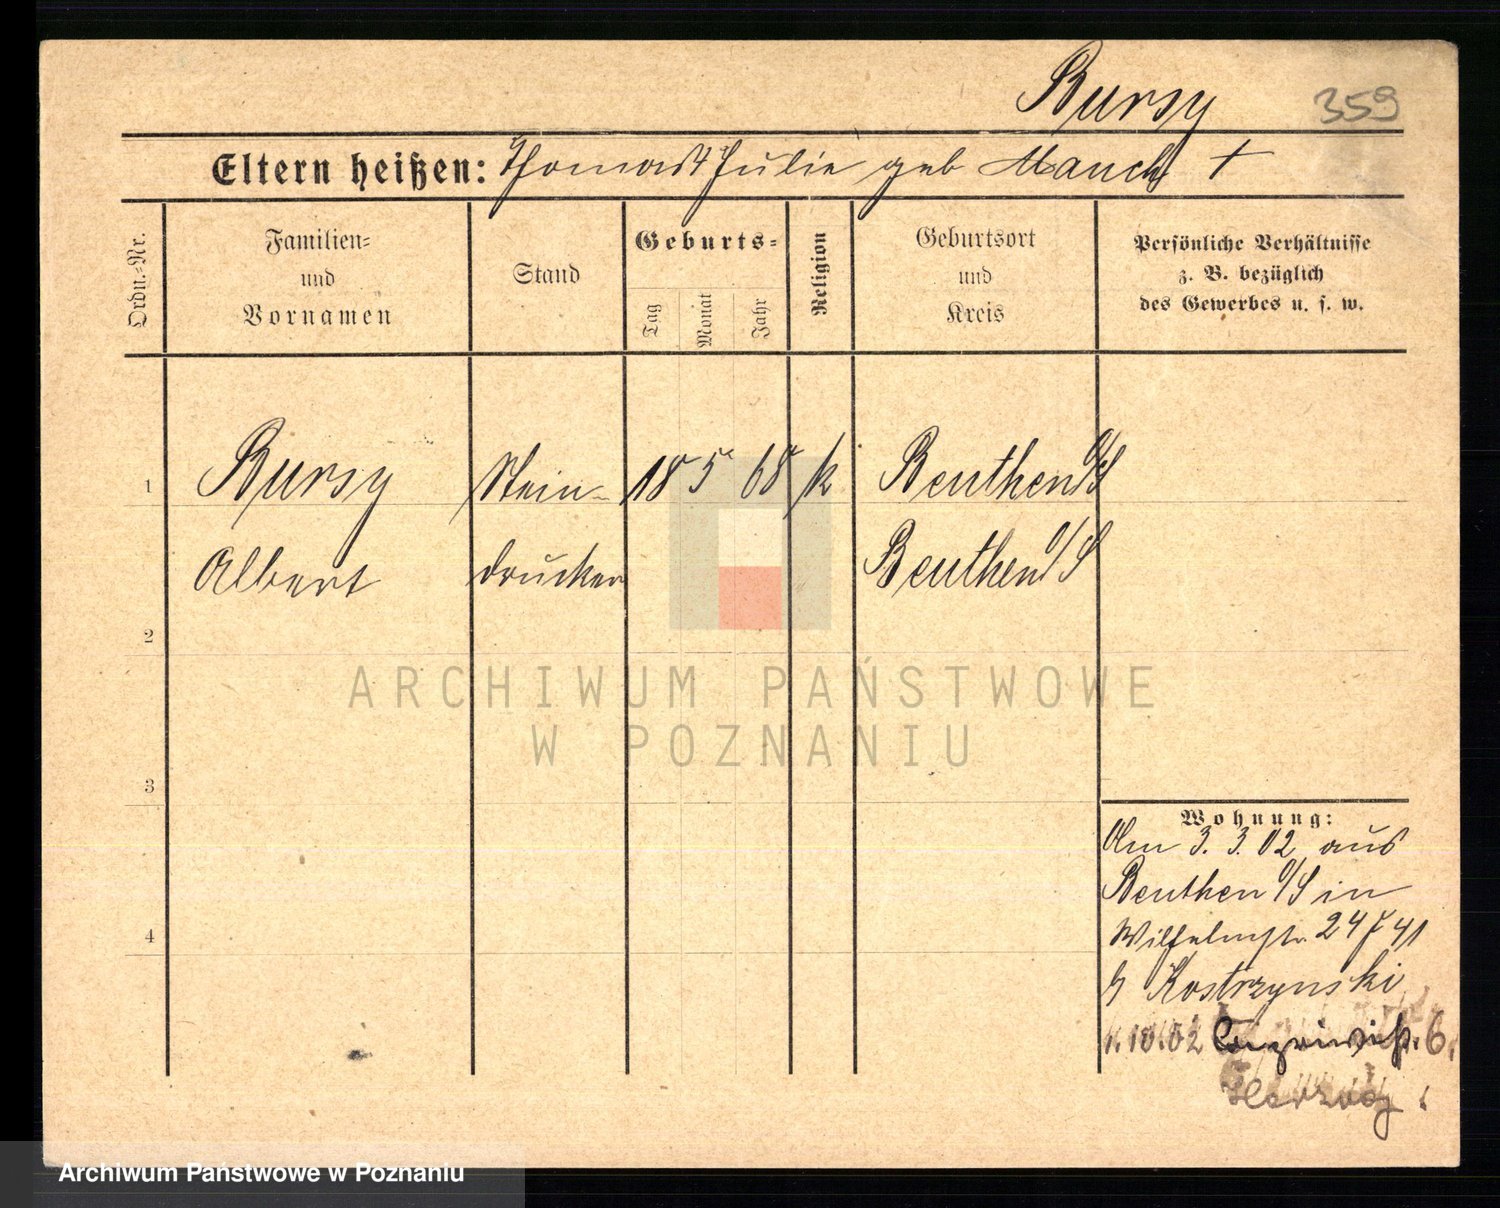 Bursy 359
Eltern heißen: Thomas † Julie geb Manch †
Ordn.-Nr.
Familien-
und
Vornamen
Stand
Geburts-
Tag
Monat
Jahr
Religion
Geburtsort
und
Kreis
Persönliche Verhältnisse
z. B. bezüglich
des Gewerbes u. s. w.
1 Bursy Stein- 18 5 68 k Beuthen O/S
Albert drucker Beuthen O/S
2
3
4
ARCHIWUM PAŃSTWOWE
W POZNANIU
Wohnung:
Am 3. 3. 02 aus
Beuthen O/S in
Wilhelmstr 24
b Kostrzynski
1.10.02 6.
Herzog.
Archiwum Państwowe w Poznaniu